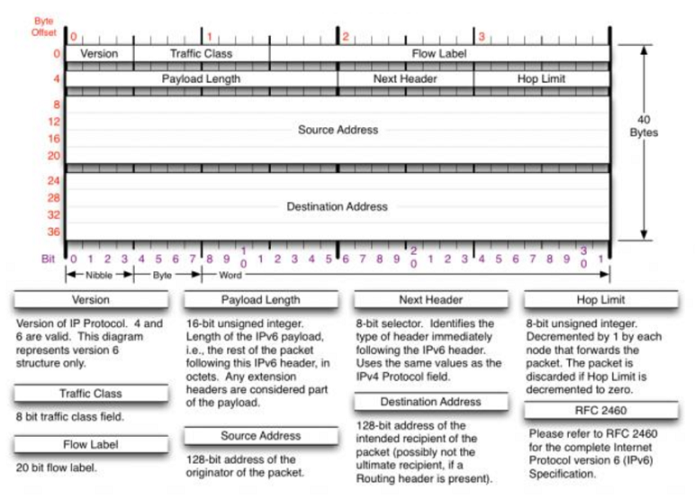 Byte
Offset
0 1 2 3
0 Version Traffic Class Flow Label
4 Payload Length Next Header Hop Limit
8
12
16
20
Source Address
24
28
32
36
Destination Address
40
Bytes
Bit 0 1 2 3 4 5 6 7 8 9 1 0 1 2 3 4 5 6 7 8 9 2 0 1 2 3 4 5 6 7 8 9 3 0 1
Nibble Byte Word
Version
Version of IP Protocol. 4 and
6 are valid. This diagram
represents version 6
structure only.
Traffic Class
8 bit traffic class field.
Flow Label
20 bit flow label.
Payload Length
16-bit unsigned integer.
Length of the IPv6 payload,
i.e., the rest of the packet
following this IPv6 header, in
octets. Any extension
headers are considered part
of the payload.
Source Address
128-bit address of the
originator of the packet.
Next Header
8-bit selector. Identifies the
type of header immediately
following the IPv6 header.
Uses the same values as the
IPv4 Protocol field.
Destination Address
128-bit address of the
intended recipient of the
packet (possibly not the
ultimate recipient, if a
Routing header is present).
Hop Limit
8-bit unsigned integer.
Decremented by 1 by each
node that forwards the
packet. The packet is
discarded if Hop Limit is
decremented to zero.
RFC 2460
Please refer to RFC 2460
for the complete Internet
Protocol version 6 (IPv6)
Specification.